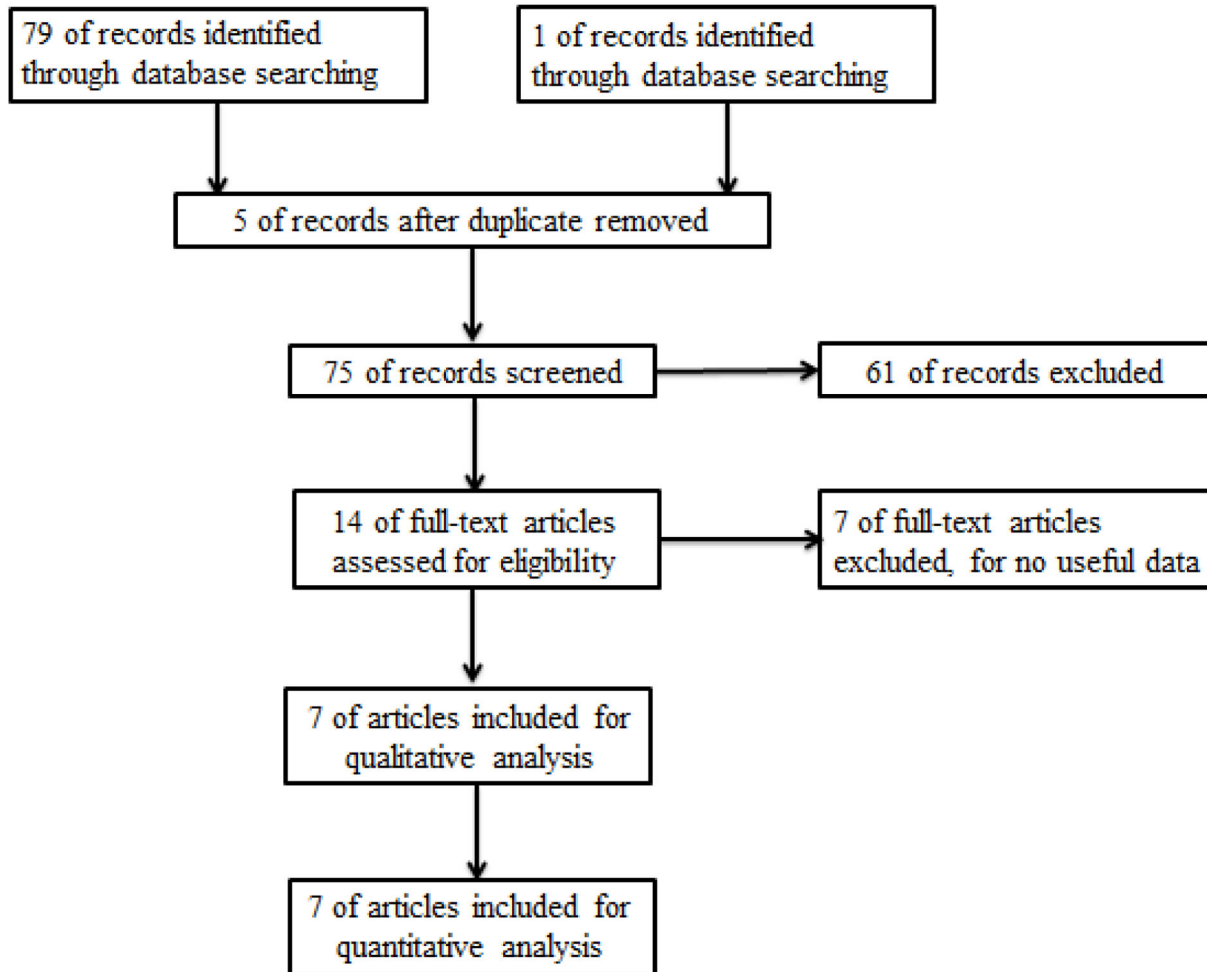 79 of records identified
through database searching
1 of records identified
through database searching
5 of records after duplicate removed
75 of records screened
61 of records excluded
14 of full-text articles
assessed for eligibility
7 of full-text articles
excluded, for no useful data
7 of articles included for
qualitative analysis
7 of articles included for
quantitative analysis